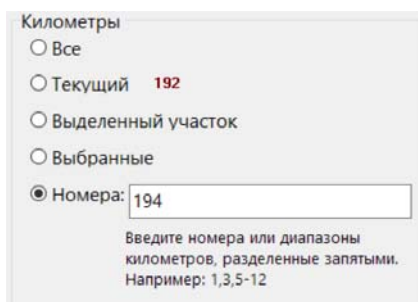 Километры
Все
Текущий 192
Выделенный участок
Выбранные
Номера: 194
Введите номера или диапазоны
километров, разделенные запятыми.
Например: 1,3,5-12